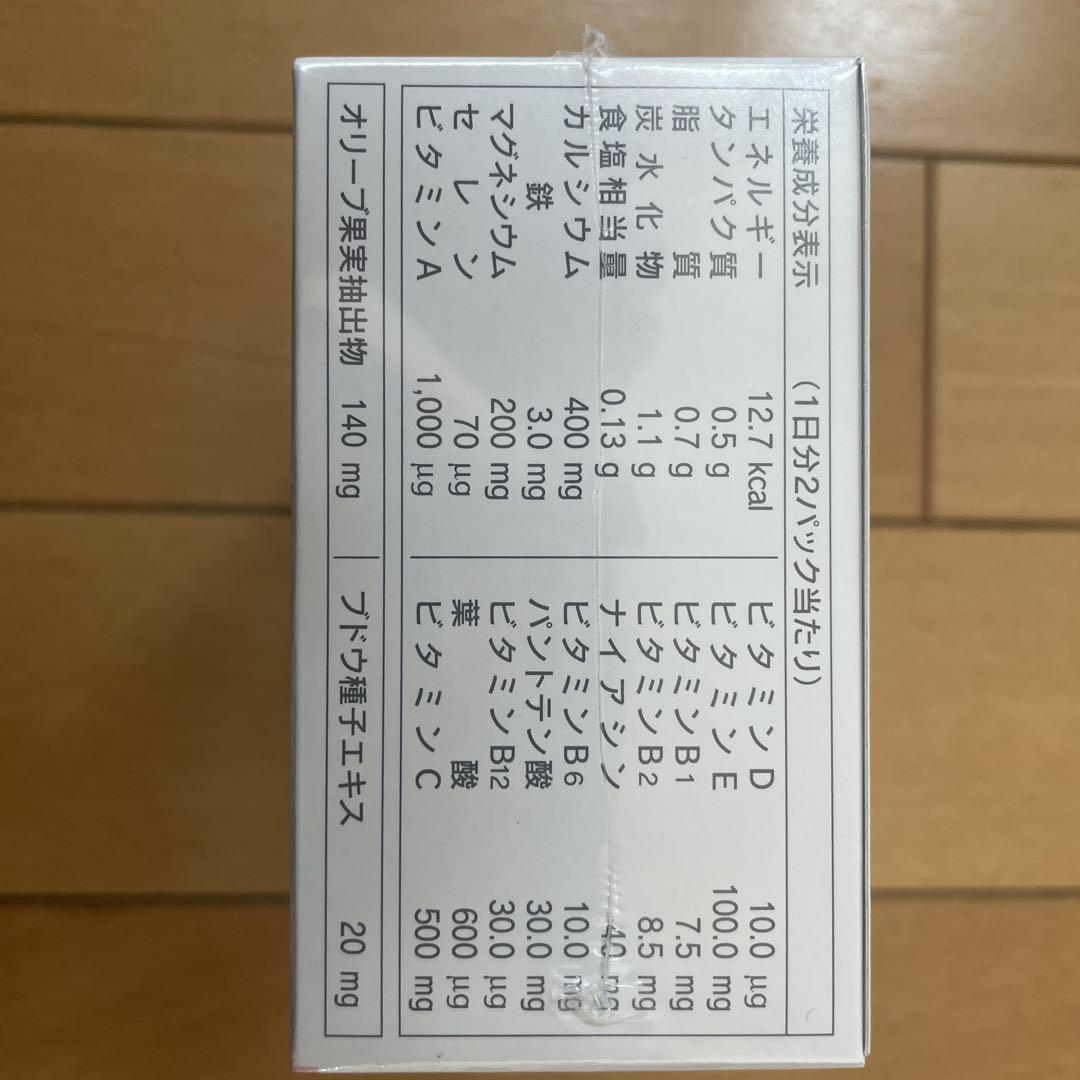 栄養成分表示 (1日分2パック当たり)
エネルギー 12.7 kcal
タンパク質 0.5 g
脂質 0.7 g
炭水化物 1.1 g
食塩相当量 0.13 g
カルシウム 400 mg
鉄 3.0 mg
マグネシウム 200 mg
セレン 70 μg
ビタミンA 1,000 μg
ビタミンD 10.0 μg
ビタミンE 100.0 mg
ビタミンB1 7.5 mg
ビタミンB2 8.5 mg
ナイアシン 40 mg
ビタミンB6 10.0 mg
パントテン酸 30.0 mg
ビタミンB12 30.0 μg
葉酸 600 μg
ビタミンC 500 mg
オリーブ果実抽出物 140 mg
ブドウ種子エキス 20 mg